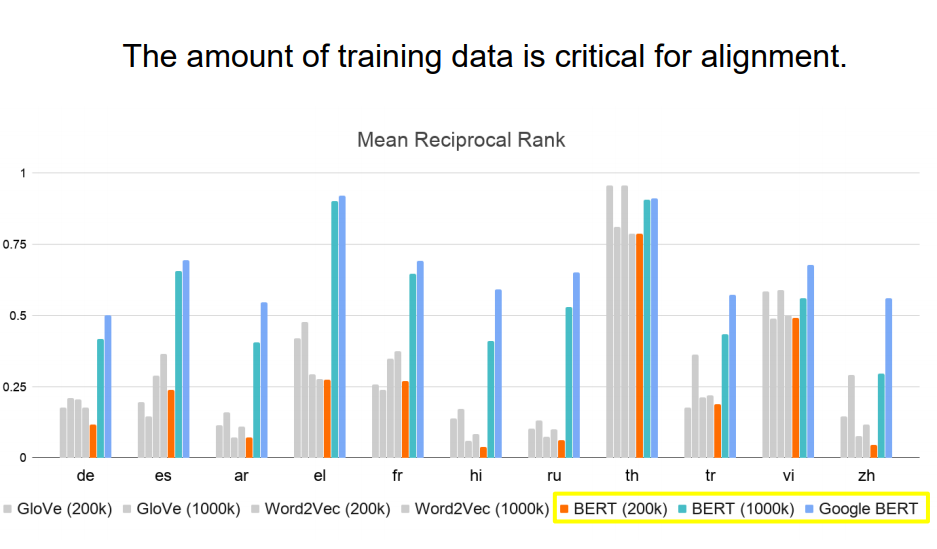 The amount of training data is critical for alignment.
Mean Reciprocal Rank
1
0.75
0.5
0.25
0
de es ar el fr hi ru th tr vi zh
GloVe (200k) GloVe (1000k) Word2Vec (200k) Word2Vec (1000k) BERT (200k) BERT (1000k) Google BERT